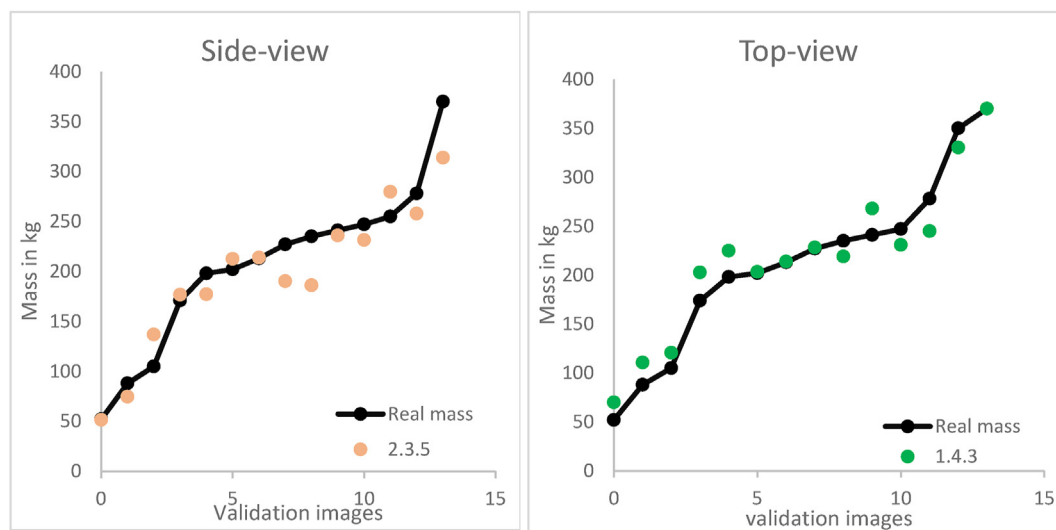 Side-view
400
350
300
250
200
150
100
50
0
0 5 10 15
Mass in kg
Validation images
Real mass
2.3.5
Top-view
400
350
300
250
200
150
100
50
0
0 5 10 15
Mass in kg
validation images
Real mass
1.4.3